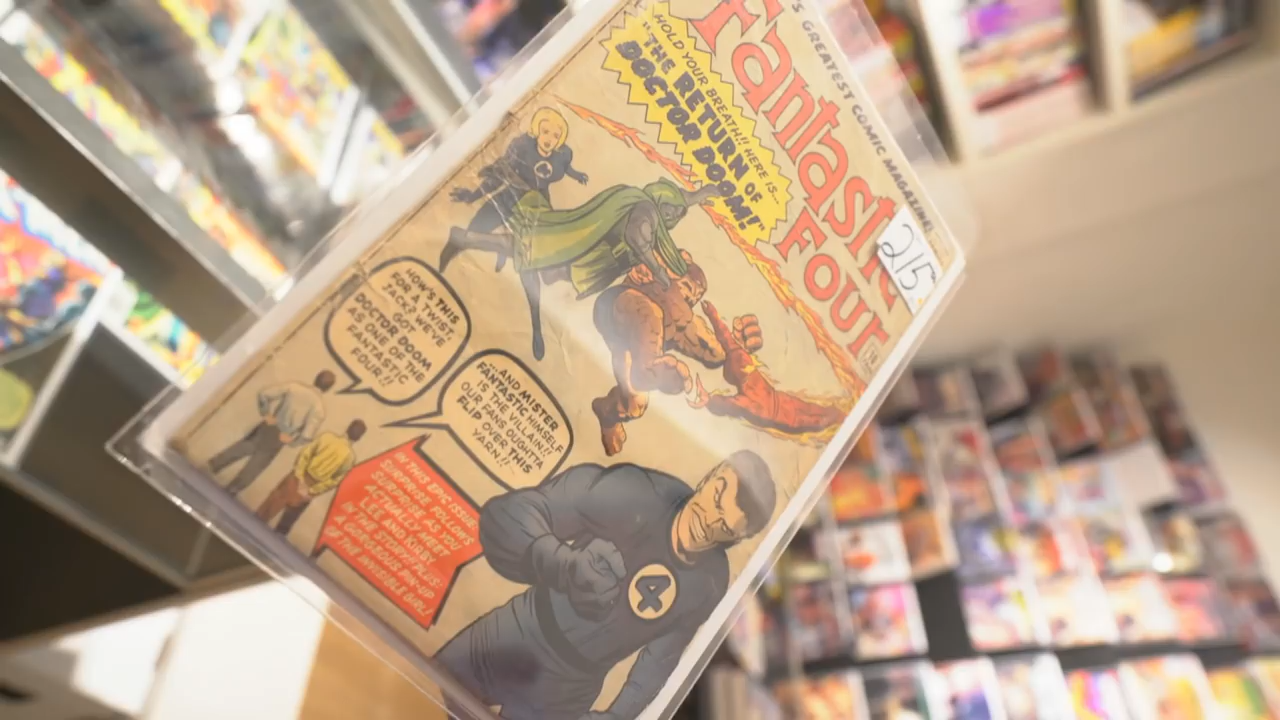 'S GREATEST COMIC MAGAZINE!
Fantastic
FOUR
215
HOLD YOUR BREATH!! HERE IS...
"THE RETURN OF
DOCTOR DOOM!"
HOW'S THIS
FOR A TWIST,
JACK? WE'VE
GOT
DOCTOR DOOM
AS ONE OF THE
FANTASTIC
FOUR!!
...AND MISTER
FANTASTIC HIMSELF
IS THE VILLAIN!!
OUR FANS OUGHTTA
FLIP OVER THIS
YARN!!
IN THIS EPIC ISSUE
SURPRISE FOLLOWS
SURPRISE AS YOU
ACTUALLY MEET
LEE AND KIRBY
IN THE STORY!! PLUS:
A GORGEOUS PIN-UP
OF THE INVISIBLE GIRL!
4